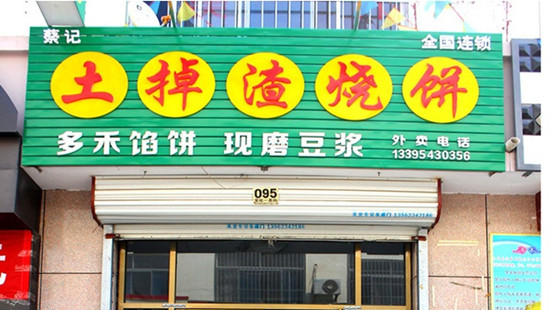 蔡记
全国连锁
土掉渣烧饼
多禾馅饼 现磨豆浆
外卖电话
13395430356
095